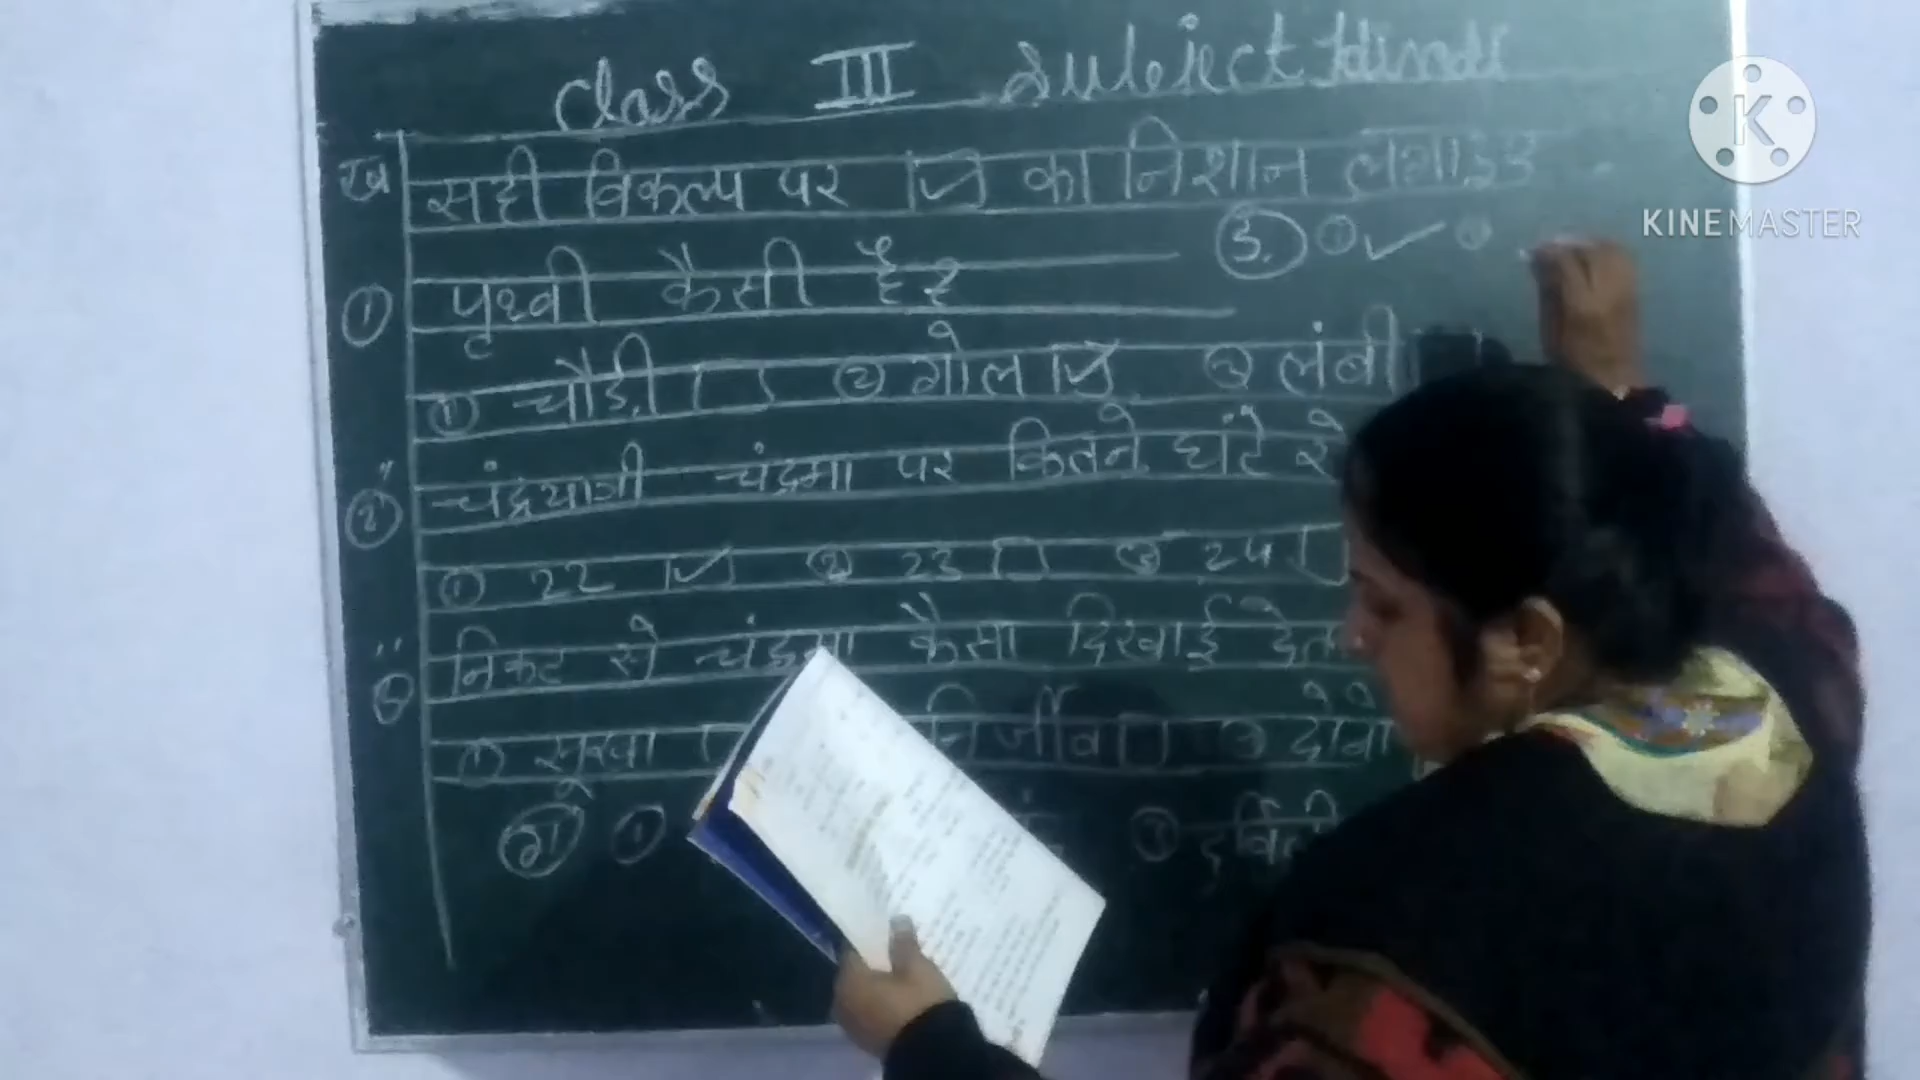 Class III Subject Hindi
ख सही विकल्प पर ☑ का निशान लगाइए
3. ① ✓ ②
① पृथ्वी कैसी है?
① चौड़ी ☐ ② गोल ☑ ③ लंबी
② चंद्रयात्री चंद्रमा पर कितने घंटे रहे
① 22 ☑ ② 23 ☐ ③ 24 ☐
③ निकट से चंद्रमा कैसा दिखाई
① सूखा ☐ निर्जीव ☐ ③ दोनो
①
K
KINEMASTER